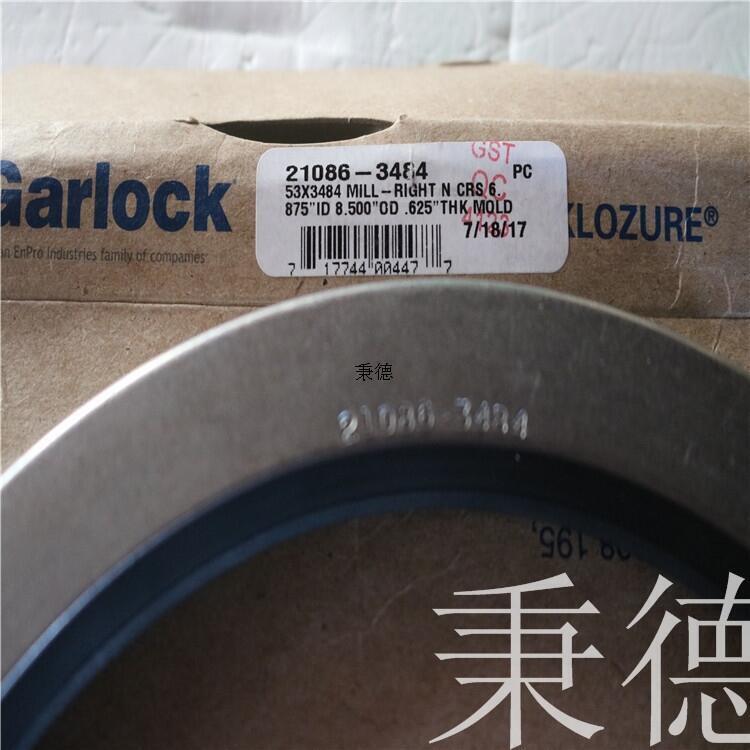 Garlock
an EnPro Industries family of companies
21086-3484
PC
53X3484 MILL-RIGHT N CRS 6.
875"ID 8.500"OD .625"THK MOLD
7/18/17
GST
QC
7 17744 00447 7
KLOZURE®
秉德
21086-3484
195,
秉德